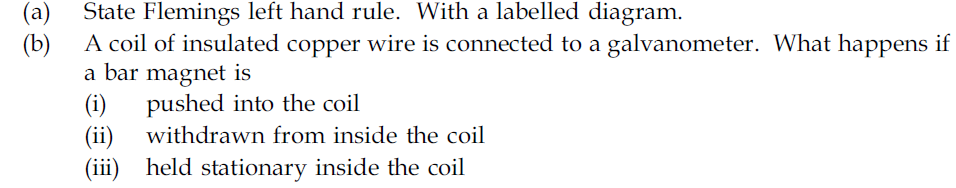 (a) State Flemings left hand rule. With a labelled diagram.
(b) A coil of insulated copper wire is connected to a galvanometer. What happens if
a bar magnet is
(i) pushed into the coil
(ii) withdrawn from inside the coil
(iii) held stationary inside the coil